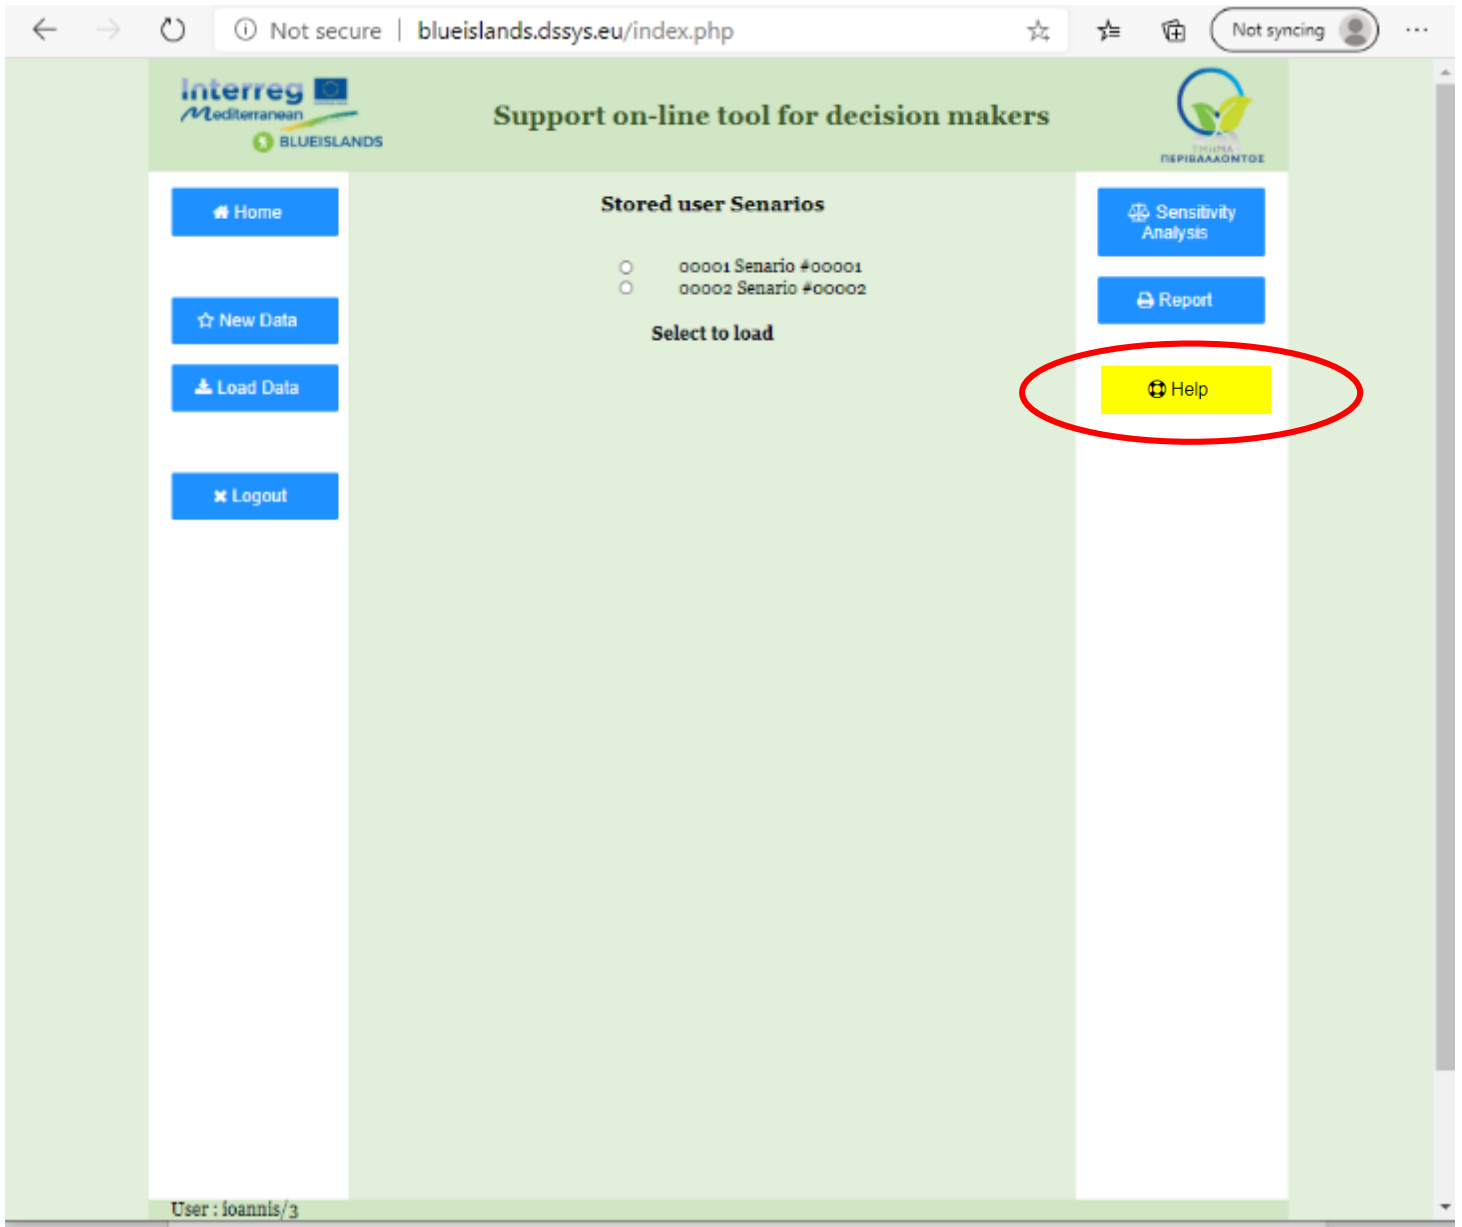 Not secure | blueislands.dssys.eu/index.php
Not syncing
Interreg
Mediterranean
BLUEISLANDS
Support on-line tool for decision makers
ΤΜΗΜΑ
ΠΕΡΙΒΑΛΛΟΝΤΟΣ
Home
New Data
Load Data
Logout
Stored user Senarios
00001 Senario #00001
00002 Senario #00002
Select to load
Sensitivity
Analysis
Report
Help
User : ioannis/3